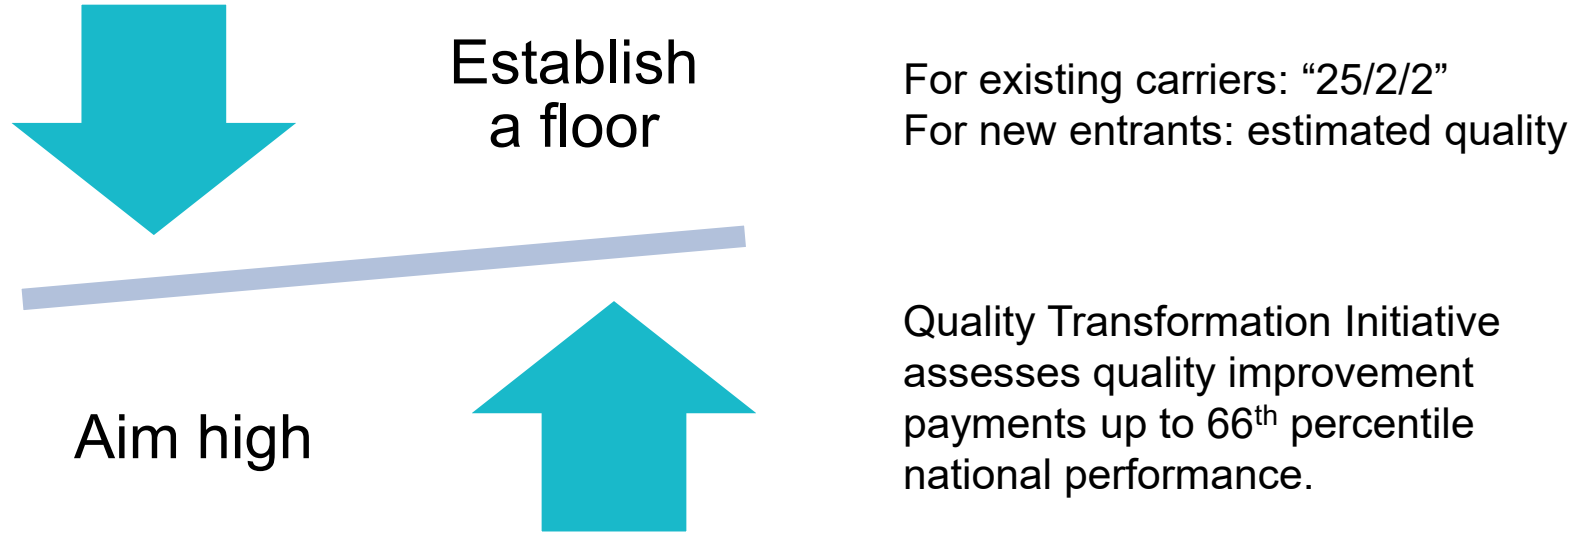 Establish
a floor
For existing carriers: “25/2/2”
For new entrants: estimated quality
Aim high
Quality Transformation Initiative
assesses quality improvement
payments up to 66th percentile
national performance.